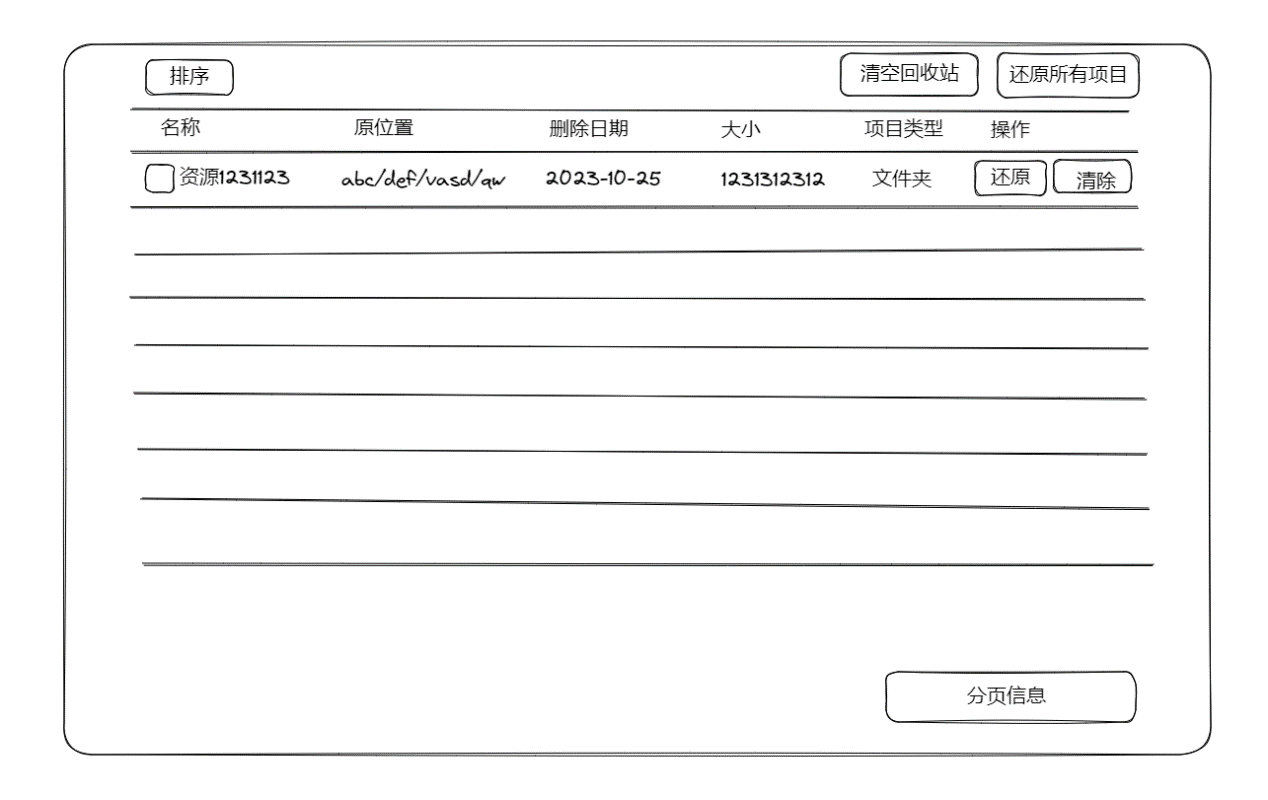 排序 清空回收站 还原所有项目
名称 原位置 删除日期 大小 项目类型 操作
资源1231123 abc/def/vasd/qw 2023-10-25 1231312312 文件夹 还原 清除
分页信息